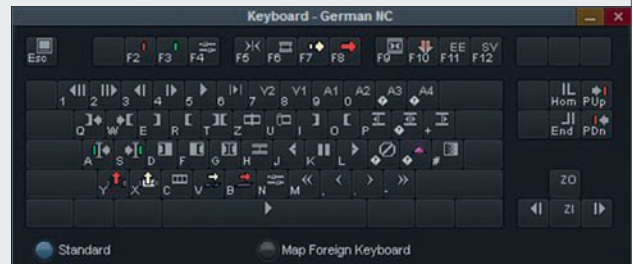 Keyboard - German NC
Esc F2 F3 F4 F5 F6 F7 F8 F9 F10 EE F11 SV F12
1 2 3 4 5 6 7 V2 8 V1 9 A1 0 A2 A3 A4 Hom PUp
Q W E R T Z U I O P + End PDn
A S D F G H J K L #
Y X C V B N M , . - ZO
ZI
Standard Map Foreign Keyboard